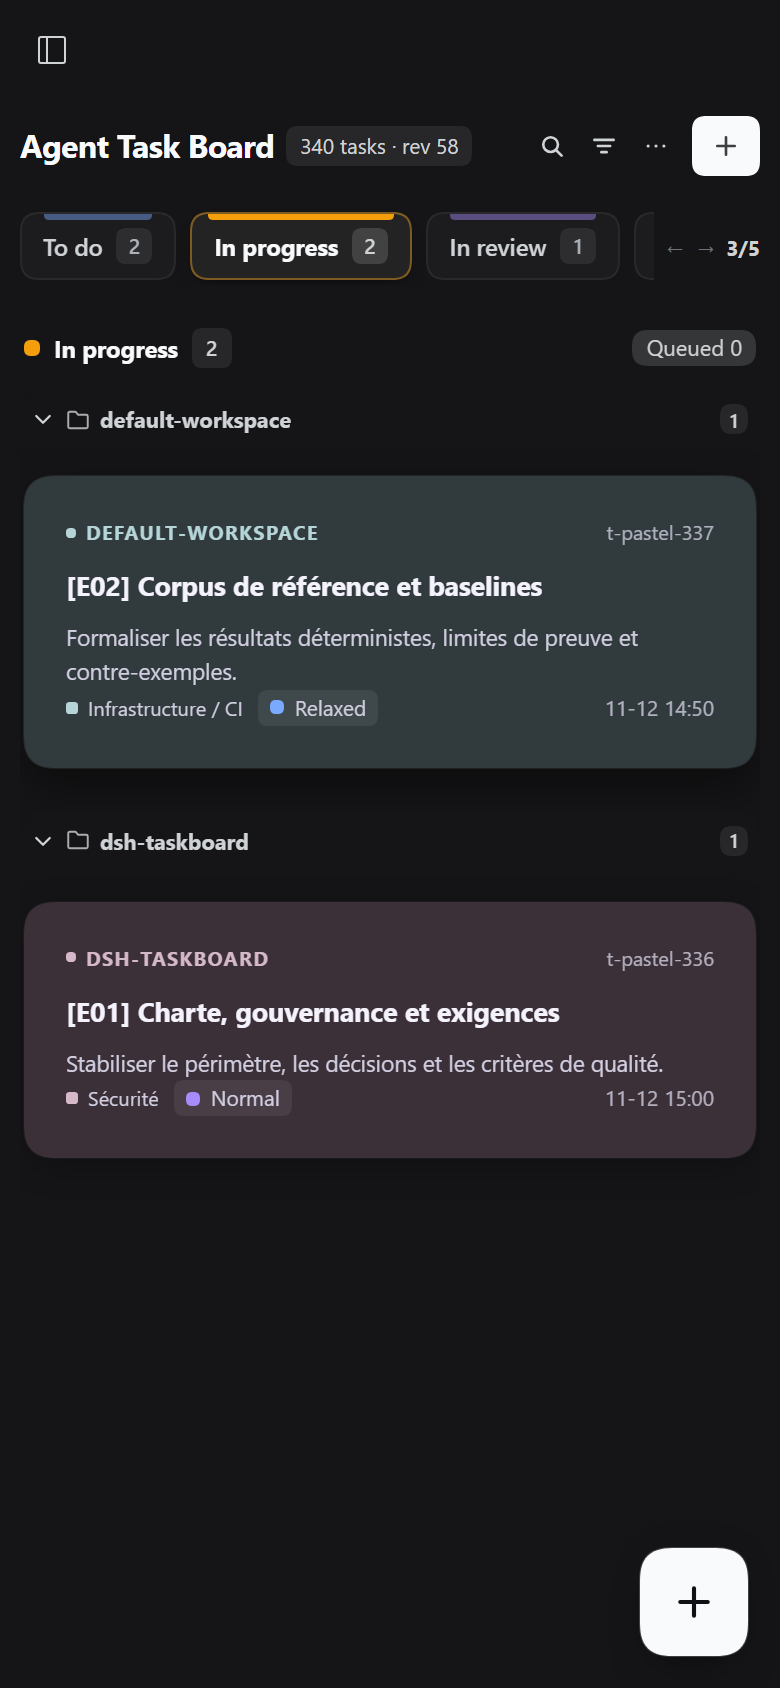 Agent Task Board
340 tasks · rev 58
To do 2
In progress 2
In review 1
← → 3/5
In progress 2
Queued 0
default-workspace 1
DEFAULT-WORKSPACE t-pastel-337
[E02] Corpus de référence et baselines
Formaliser les résultats déterministes, limites de preuve et
contre-exemples.
Infrastructure / CI Relaxed 11-12 14:50
dsh-taskboard 1
DSH-TASKBOARD t-pastel-336
[E01] Charte, gouvernance et exigences
Stabiliser le périmètre, les décisions et les critères de qualité.
Sécurité Normal 11-12 15:00